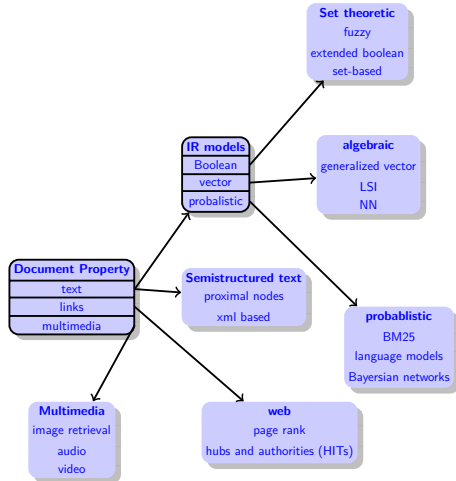 Set theoretic
fuzzy
extended boolean
set-based
IR models
Boolean
vector
probalistic
algebraic
generalized vector
LSI
NN
Document Property
text
links
multimedia
Semistructured text
proximal nodes
xml based
probablistic
BM25
language models
Bayersian networks
Multimedia
image retrieval
audio
video
web
page rank
hubs and authorities (HITs)